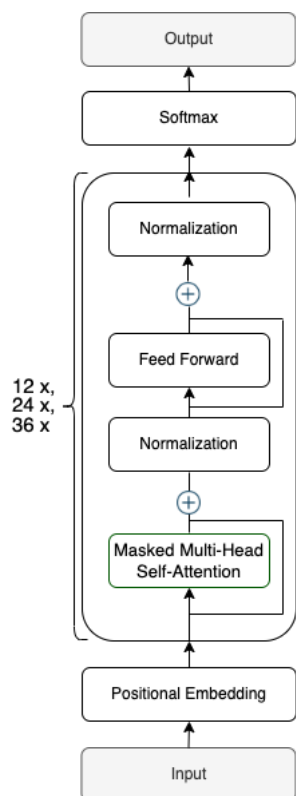 Output
Softmax
Normalization
Feed Forward
12 x,
24 x,
36 x
Normalization
Masked Multi-Head
Self-Attention
Positional Embedding
Input